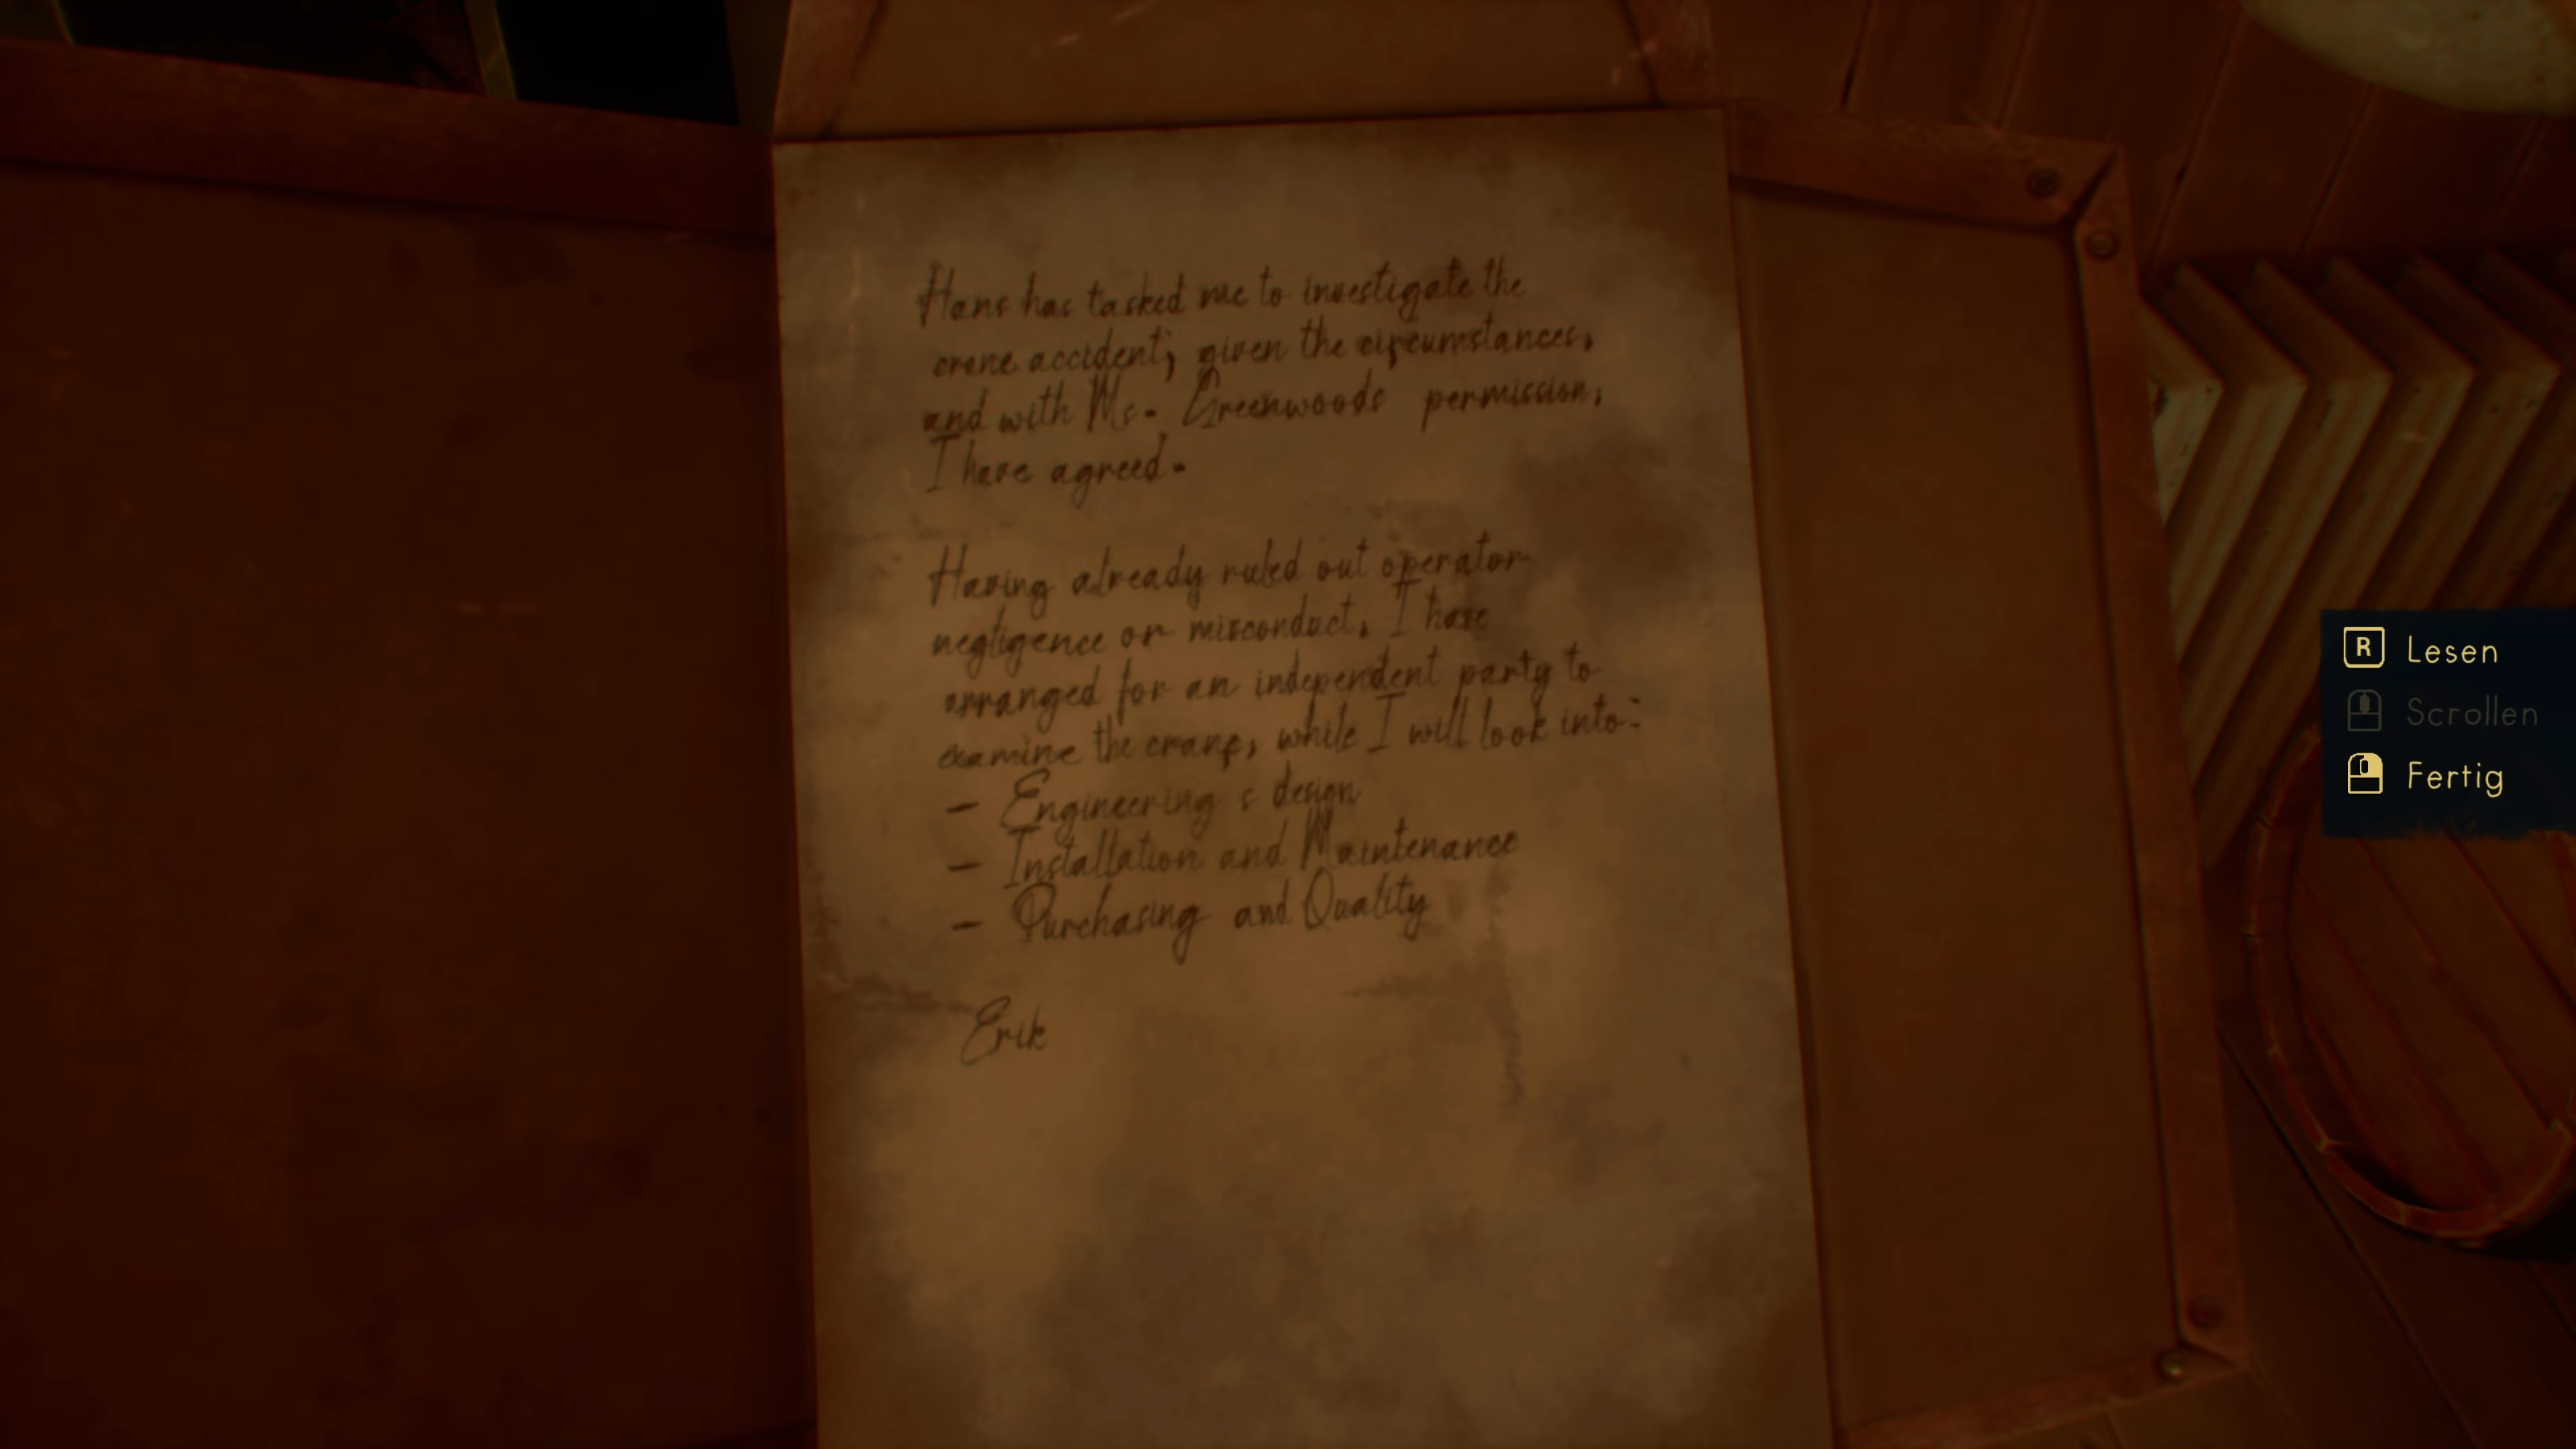 Hans has tasked me to investigate the
crane accident, given the circumstances,
and with Ms. Greenwoods permission,
I have agreed.
Having already ruled out operator
negligence or misconduct, I have
arranged for an independent party to
examine the crane, while I will look into:
- Engineering & design
- Installation and Maintenance
- Purchasing and Quality
Erik
R Lesen
Scrollen
Fertig